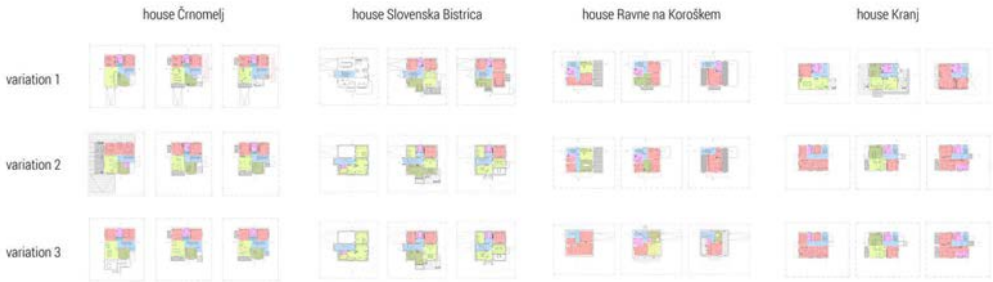 house Črnomelj
house Slovenska Bistrica
house Ravne na Koroškem
house Kranj
variation 1
variation 2
variation 3